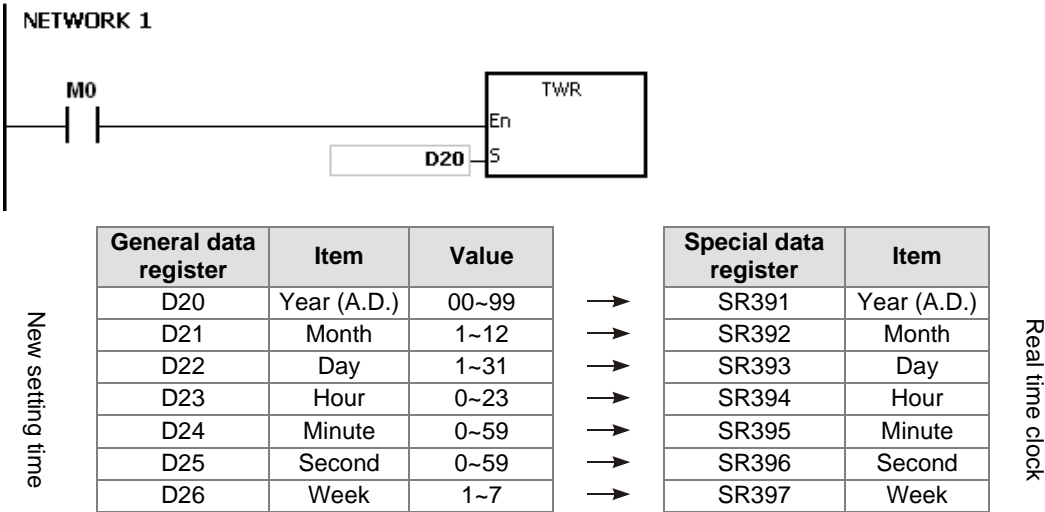 NETWORK 1
M0
TWR
En
D20 S
New setting time
General data register Item Value
D20 Year (A.D.) 00~99
D21 Month 1~12
D22 Day 1~31
D23 Hour 0~23
D24 Minute 0~59
D25 Second 0~59
D26 Week 1~7
Special data register Item
SR391 Year (A.D.)
SR392 Month
SR393 Day
SR394 Hour
SR395 Minute
SR396 Second
SR397 Week
Real time clock